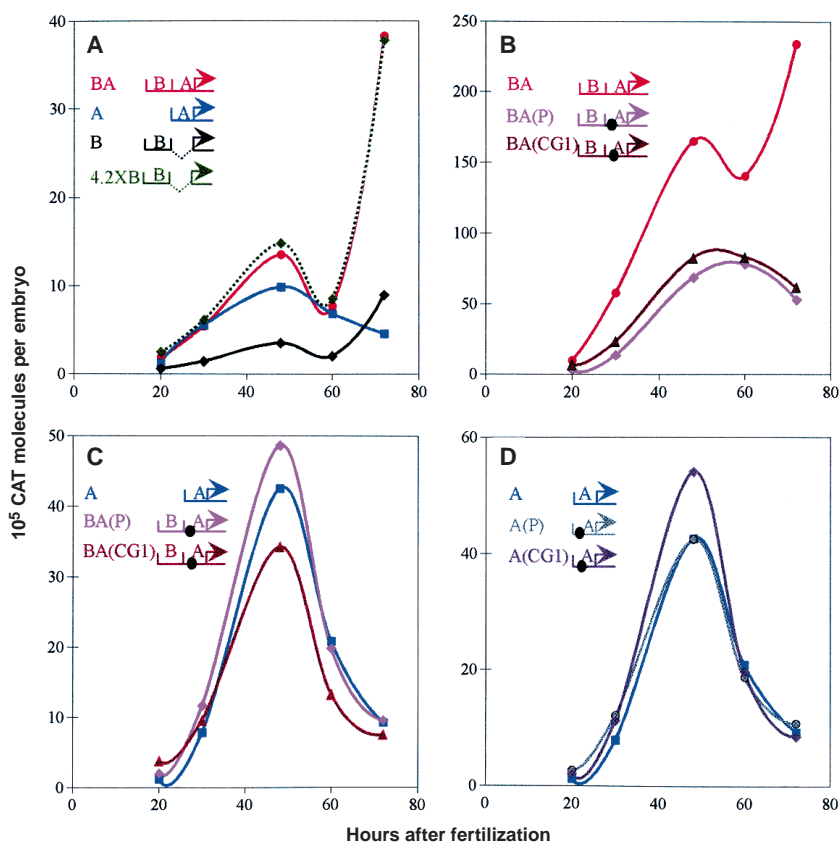 A
BA B A
A A
B B
4.2XB B
40
30
20
10
0
0 20 40 60 80
B
BA B A
BA(P) B A
BA(CG1) B A
250
200
150
100
50
0
0 20 40 60 80
C
A A
BA(P) B A
BA(CG1) B A
50
40
30
20
10
0
0 20 40 60 80
D
A A
A(P) A
A(CG1) A
60
40
20
0
0 20 40 60 80
10⁵ CAT molecules per embryo
Hours after fertilization